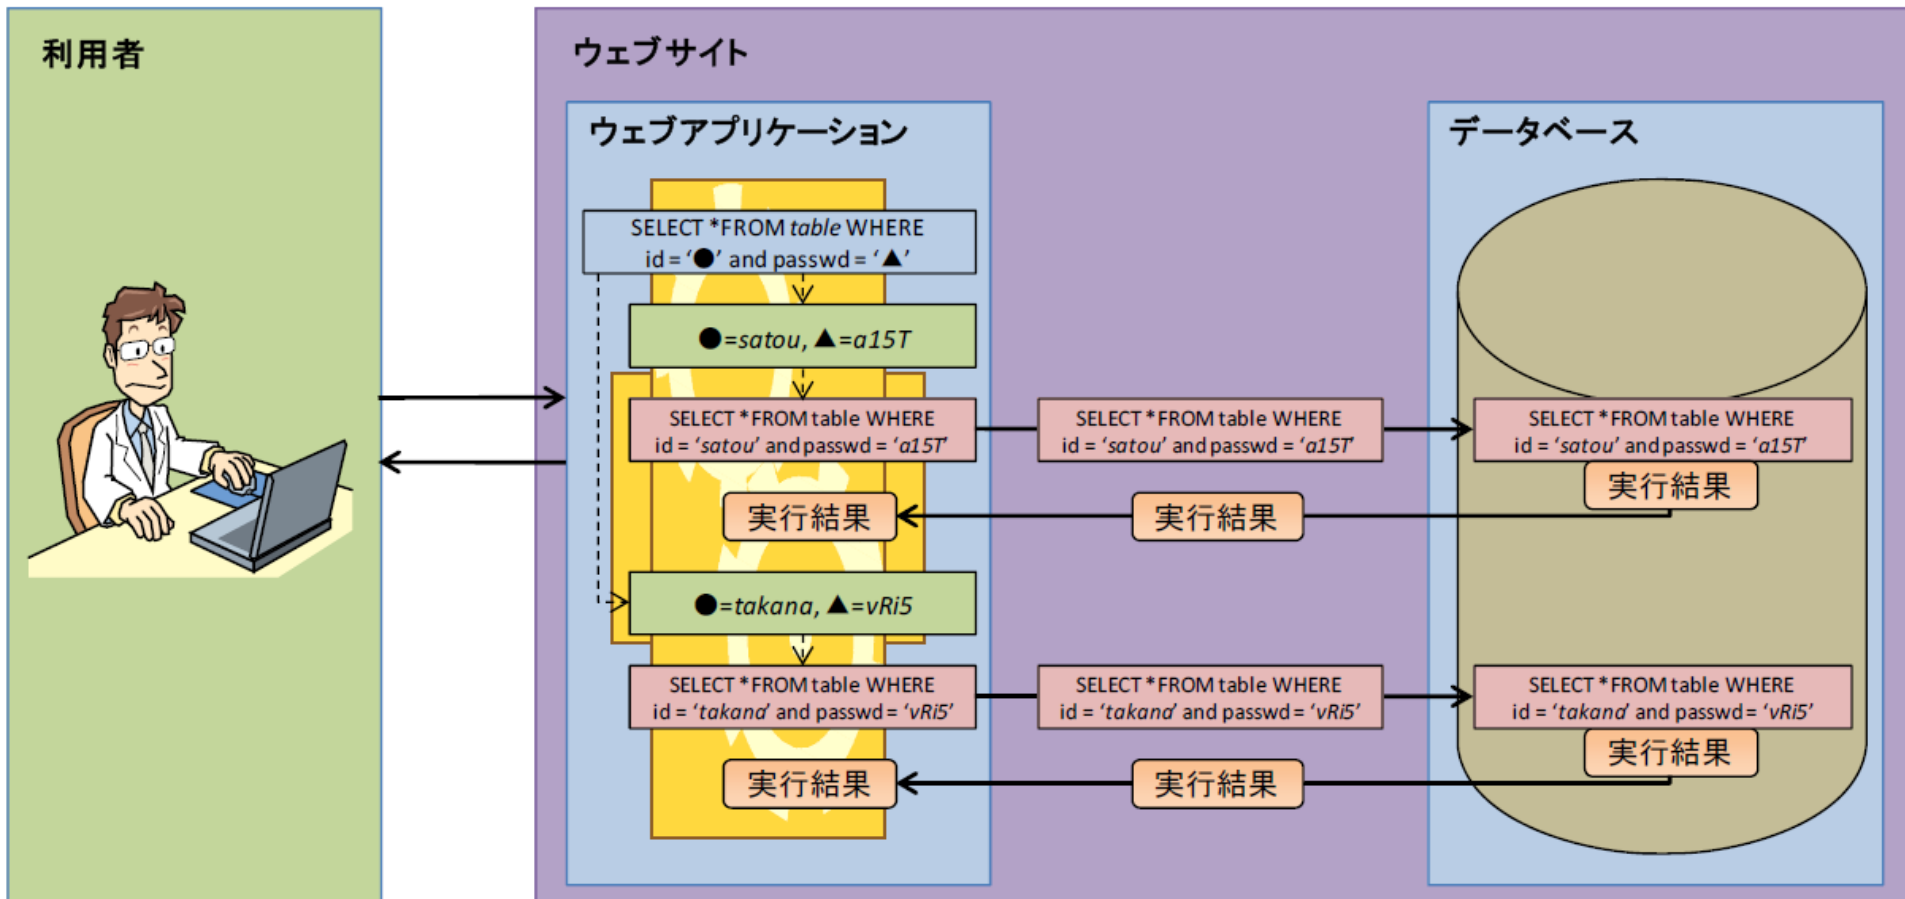 利用者
ウェブサイト
ウェブアプリケーション
データベース
SELECT *FROM table WHERE
id = ‘●’ and passwd = ‘▲’
●=satou, ▲=a15T
SELECT *FROM table WHERE
id = ‘satou’ and passwd = ‘a15T’
SELECT *FROM table WHERE
id = ‘satou’ and passwd = ‘a15T’
SELECT *FROM table WHERE
id = ‘satou’ and passwd = ‘a15T’
実行結果
実行結果
実行結果
●=takana, ▲=vRi5
SELECT *FROM table WHERE
id = ‘takana’ and passwd = ‘vRi5’
SELECT *FROM table WHERE
id = ‘takana’ and passwd = ‘vRi5’
SELECT *FROM table WHERE
id = ‘takana’ and passwd = ‘vRi5’
実行結果
実行結果
実行結果